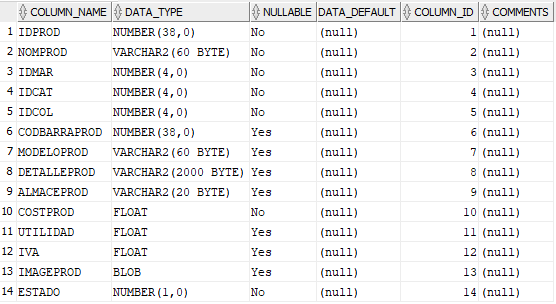 COLUMN_NAME DATA_TYPE NULLABLE DATA_DEFAULT COLUMN_ID COMMENTS
1 IDPROD NUMBER(38,0) No (null) 1 (null)
2 NOMPROD VARCHAR2(60 BYTE) No (null) 2 (null)
3 IDMAR NUMBER(4,0) No (null) 3 (null)
4 IDCAT NUMBER(4,0) No (null) 4 (null)
5 IDCOL NUMBER(4,0) No (null) 5 (null)
6 CODBARRAPROD NUMBER(38,0) Yes (null) 6 (null)
7 MODELOPROD VARCHAR2(60 BYTE) Yes (null) 7 (null)
8 DETALLEPROD VARCHAR2(2000 BYTE) Yes (null) 8 (null)
9 ALMACEPROD VARCHAR2(20 BYTE) Yes (null) 9 (null)
10 COSTPROD FLOAT No (null) 10 (null)
11 UTILIDAD FLOAT Yes (null) 11 (null)
12 IVA FLOAT Yes (null) 12 (null)
13 IMAGEPROD BLOB Yes (null) 13 (null)
14 ESTADO NUMBER(1,0) No (null) 14 (null)